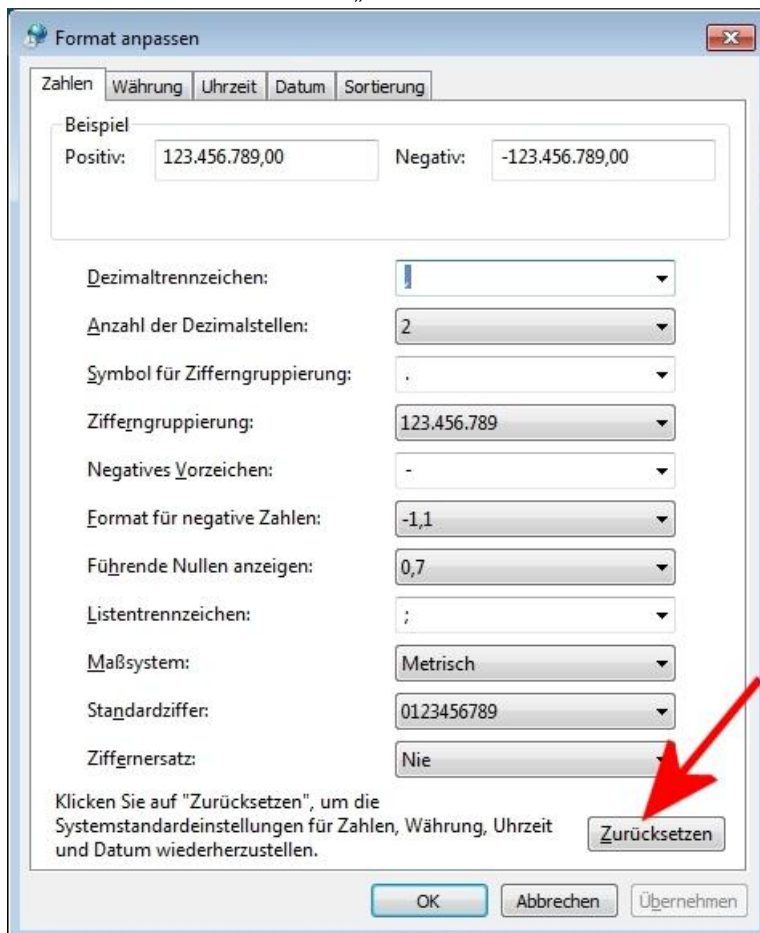 „
Format anpassen
Zahlen Währung Uhrzeit Datum Sortierung
Beispiel
Positiv: 123.456.789,00 Negativ: -123.456.789,00
Dezimaltrennzeichen: ,
Anzahl der Dezimalstellen: 2
Symbol für Zifferngruppierung: .
Zifferngruppierung: 123.456.789
Negatives Vorzeichen: -
Format für negative Zahlen: -1,1
Führende Nullen anzeigen: 0,7
Listentrennzeichen: ;
Maßsystem: Metrisch
Standardziffer: 0123456789
Ziffernersatz: Nie
Klicken Sie auf "Zurücksetzen", um die
Systemstandardeinstellungen für Zahlen, Währung, Uhrzeit
und Datum wiederherzustellen.
Zurücksetzen
OK Abbrechen Übernehmen